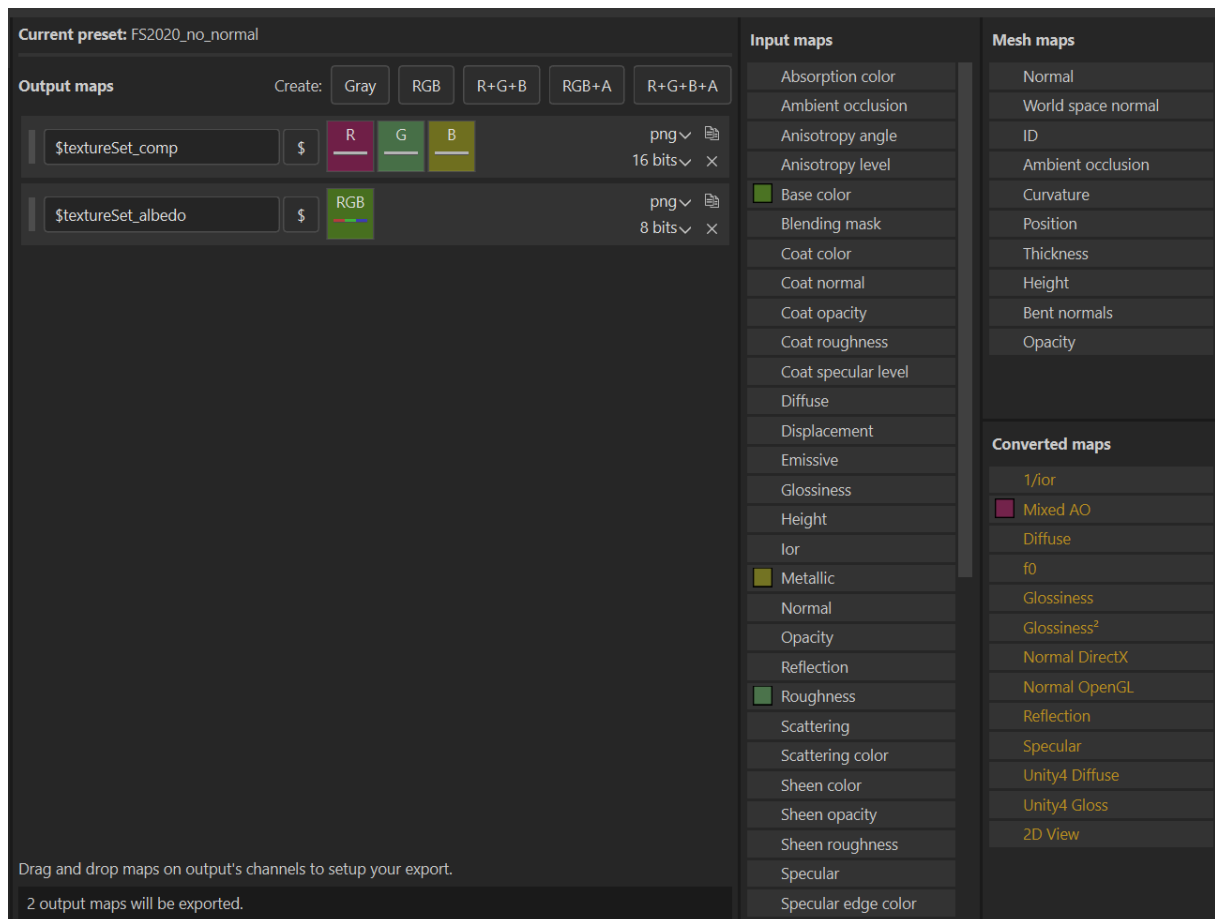 Current preset: FS2020_no_normal
Output maps
Create:
Gray
RGB
R+G+B
RGB+A
R+G+B+A
$textureSet_comp
$
R
G
B
png
16 bits
$textureSet_albedo
$
RGB
png
8 bits
Drag and drop maps on output's channels to setup your export.
2 output maps will be exported.
Input maps
Absorption color
Ambient occlusion
Anisotropy angle
Anisotropy level
Base color
Blending mask
Coat color
Coat normal
Coat opacity
Coat roughness
Coat specular level
Diffuse
Displacement
Emissive
Glossiness
Height
Ior
Metallic
Normal
Opacity
Reflection
Roughness
Scattering
Scattering color
Sheen color
Sheen opacity
Sheen roughness
Specular
Specular edge color
Mesh maps
Normal
World space normal
ID
Ambient occlusion
Curvature
Position
Thickness
Height
Bent normals
Opacity
Converted maps
1/ior
Mixed AO
Diffuse
f0
Glossiness
Glossiness²
Normal DirectX
Normal OpenGL
Reflection
Specular
Unity4 Diffuse
Unity4 Gloss
2D View